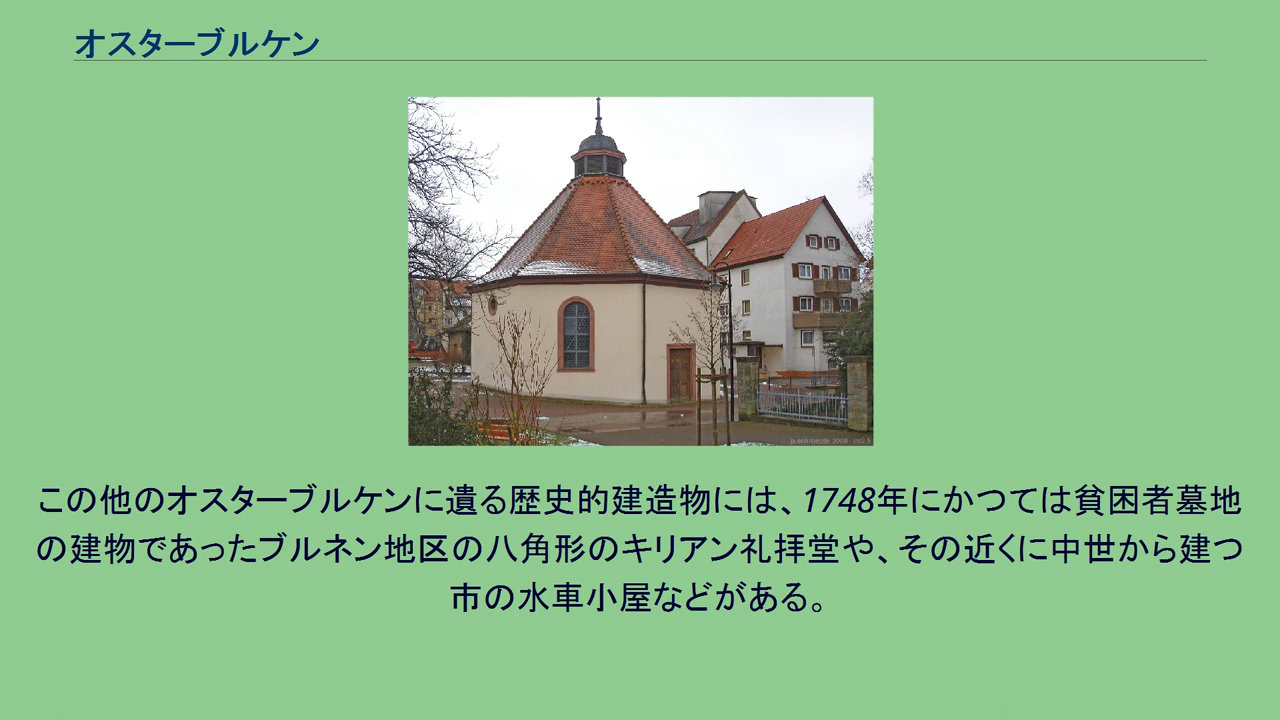 オスターブルケン
p.schmelzle 2009 - cc2.5
この他のオスターブルケンに遺る歴史的建造物には、1748年にかつては貧困者墓地
の建物であったブルネン地区の八角形のキリアン礼拝堂や、その近くに中世から建つ
市の水車小屋などがある。